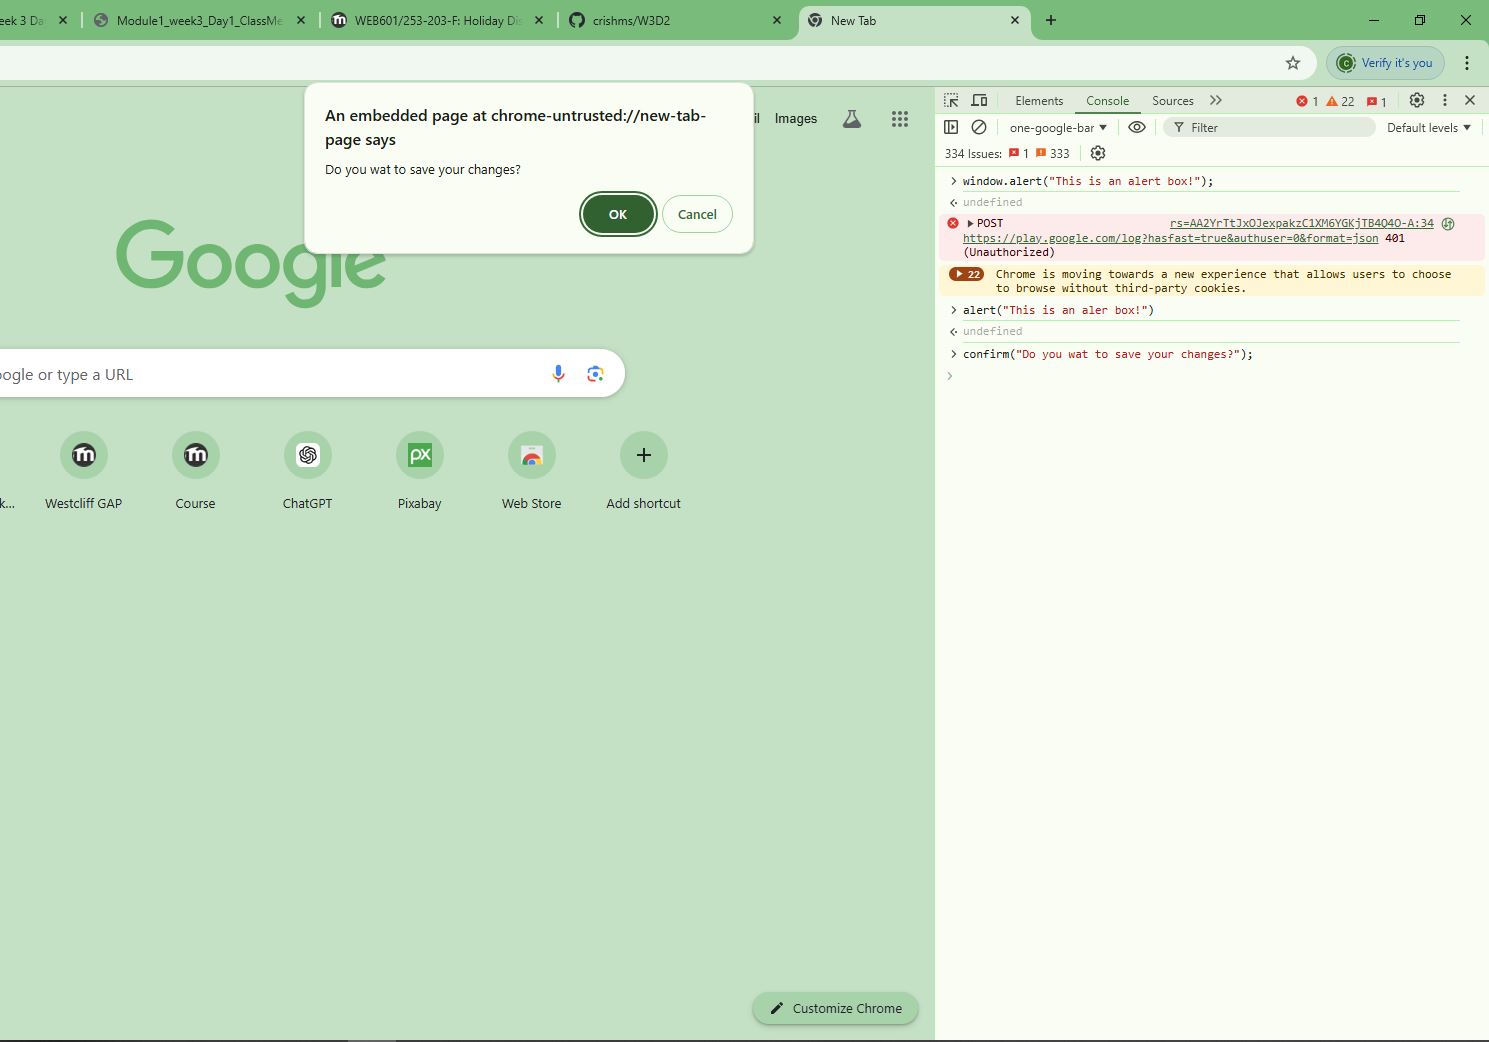 eek 3 Da
Module1_week3_Day1_ClassMe
WEB601/253-203-F: Holiday Dis
crishms/W3D2
New Tab
C
Verify it's you
An embedded page at chrome-untrusted://new-tab-
page says
Do you wat to save your changes?
OK
Cancel
il
Images
Google
oogle or type a URL
k...
Westcliff GAP
Course
ChatGPT
px
Pixabay
Web Store
Add shortcut
Customize Chrome
Elements
Console
Sources
1
22
1
one-google-bar
Filter
Default levels
334 Issues:
1
333
window.alert("This is an alert box!");
undefined
POST rs=AA2YrTtJxOJexpakzC1XM6YGKjTB4Q4O-A:34
https://play.google.com/log?hasfast=true&authuser=0&format=json 401
(Unauthorized)
22 Chrome is moving towards a new experience that allows users to choose
to browse without third-party cookies.
alert("This is an aler box!")
undefined
confirm("Do you wat to save your changes?");